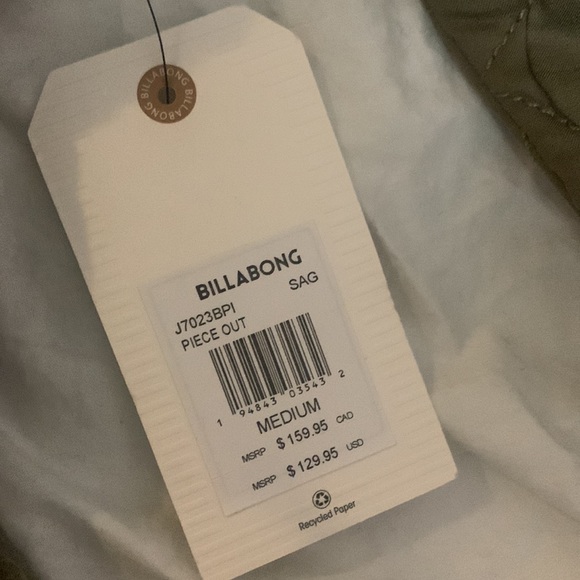 BILLABONG BILLABONG
BILLABONG
SAG
J7023BPI
PIECE OUT
1 94843 03543 2
MEDIUM
MSRP $159.95 CAD
MSRP $129.95 USD
Recycled Paper